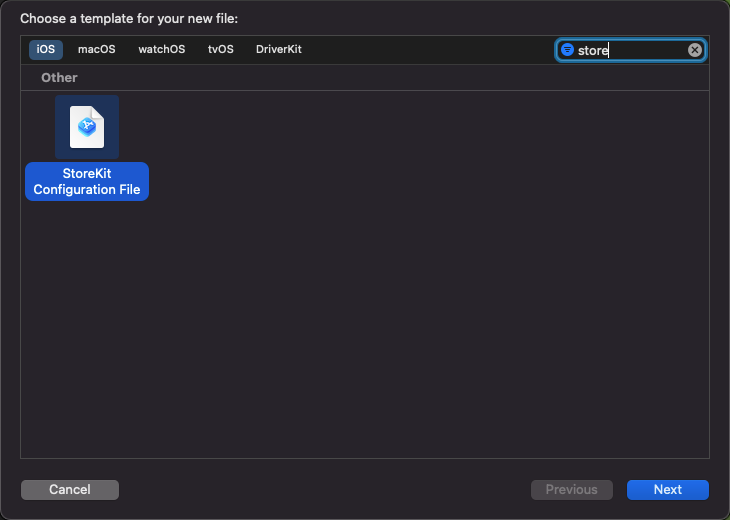 Choose a template for your new file:
iOS macOS watchOS tvOS DriverKit store
Other
StoreKit
Configuration File
Cancel Previous Next